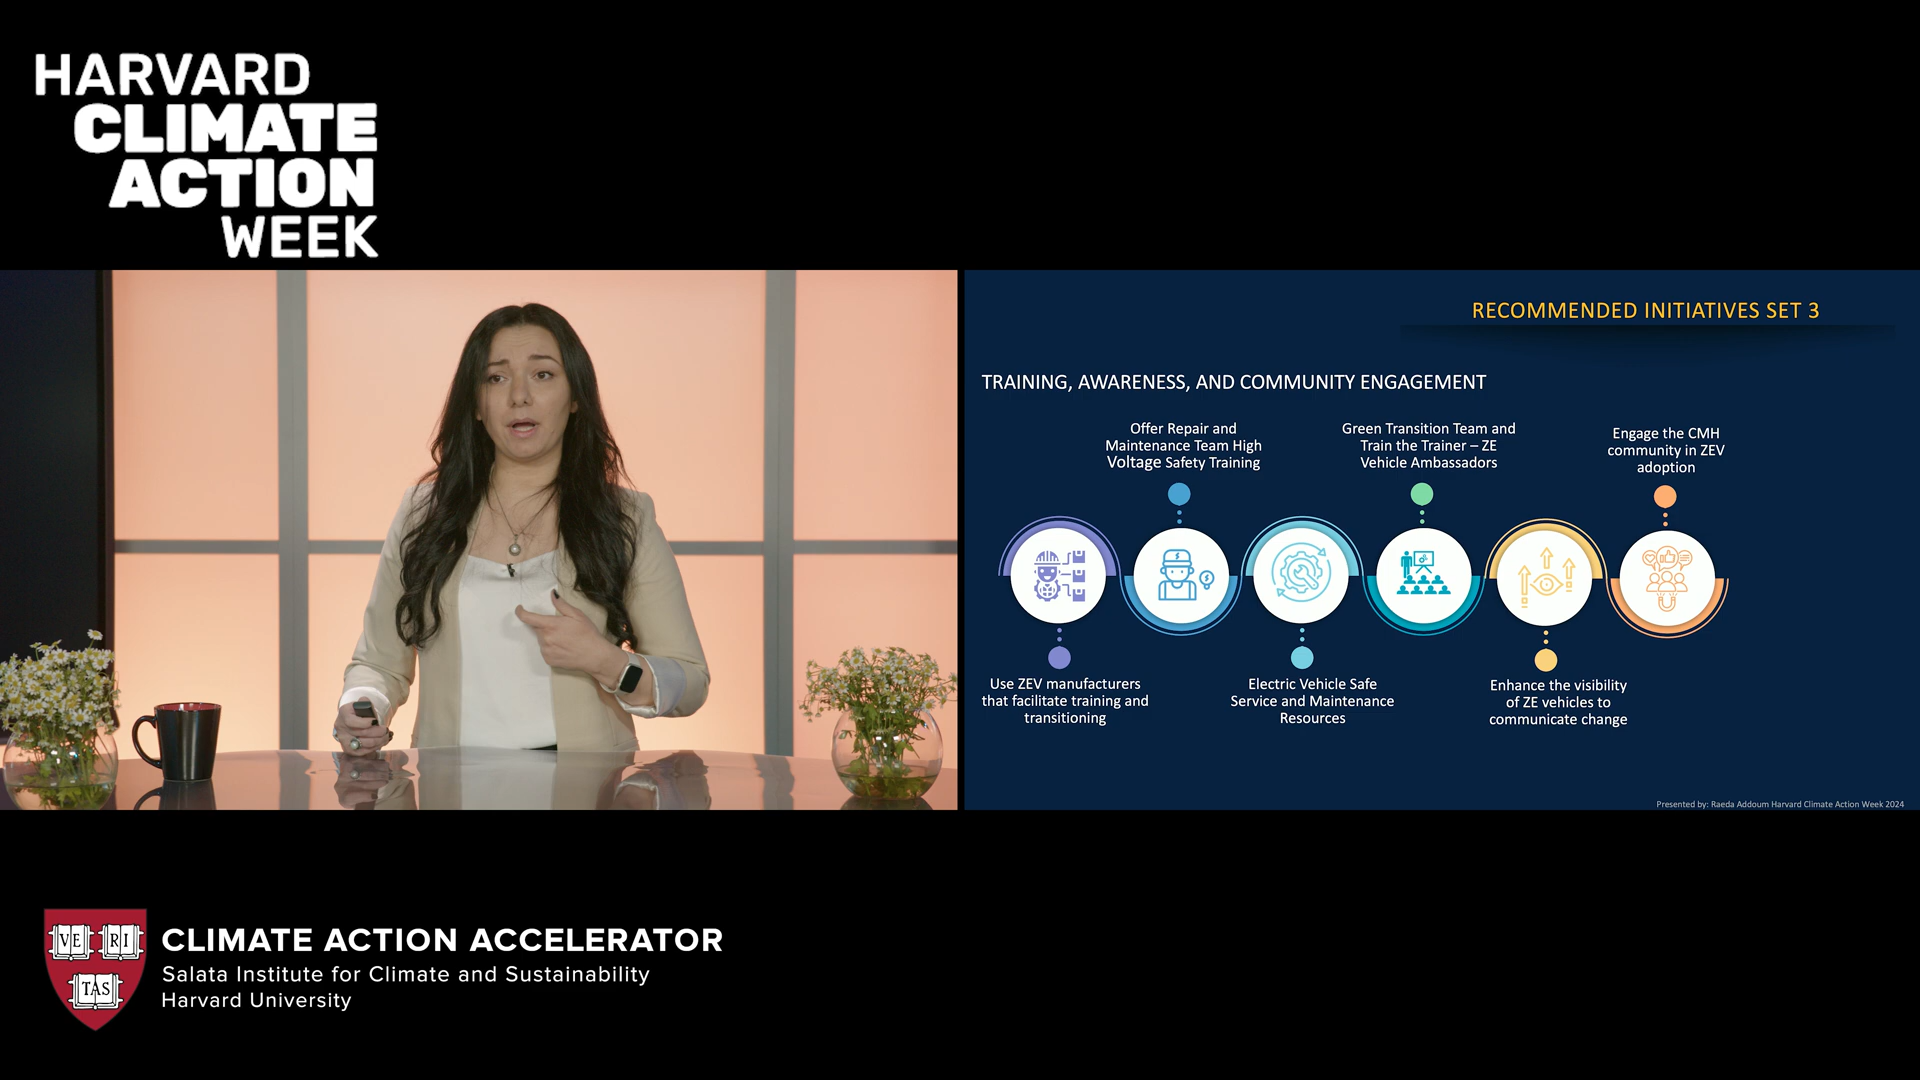 HARVARD
CLIMATE
ACTION
WEEK
RECOMMENDED INITIATIVES SET 3
TRAINING, AWARENESS, AND COMMUNITY ENGAGEMENT
Offer Repair and
Maintenance Team High
Voltage Safety Training
Green Transition Team and
Train the Trainer – ZE
Vehicle Ambassadors
Engage the CMH
community in ZEV
adoption
Use ZEV manufacturers
that facilitate training and
transitioning
Electric Vehicle Safe
Service and Maintenance
Resources
Enhance the visibility
of ZE vehicles to
communicate change
Presented by: Raeda Addoum Harvard Climate Action Week 2024
VE RI
TAS
CLIMATE ACTION ACCELERATOR
Salata Institute for Climate and Sustainability
Harvard University